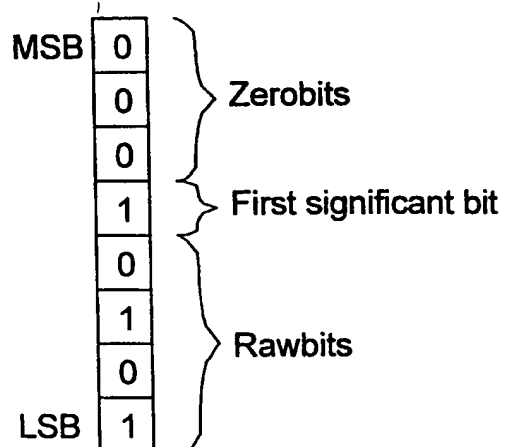 MSB 0
0 Zerobits
0
1 First significant bit
0
1
0 Rawbits
LSB 1